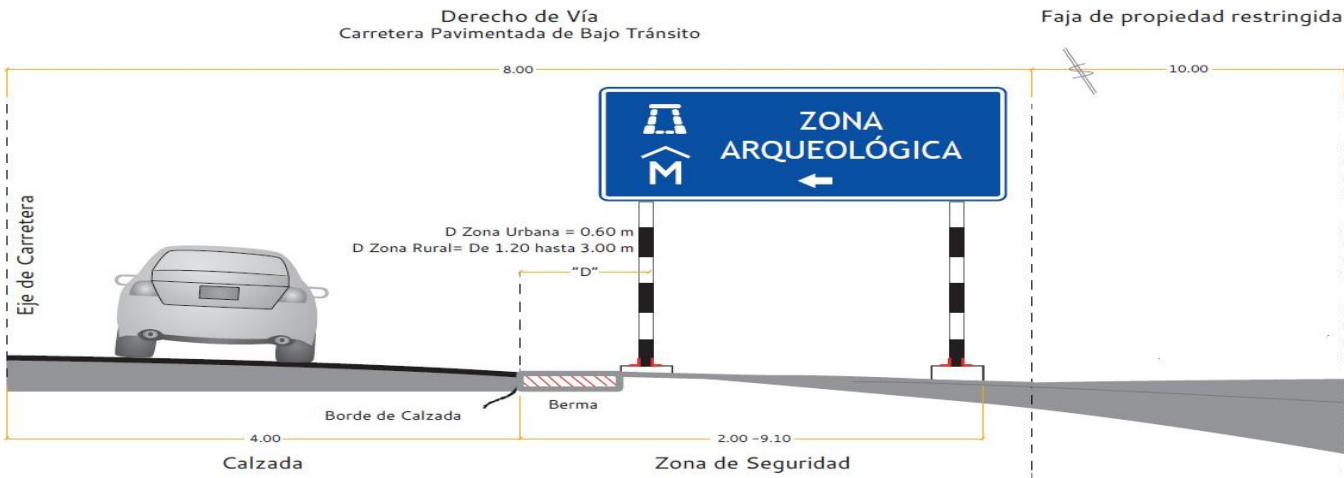 Derecho de Vía
Carretera Pavimentada de Bajo Tránsito
Faja de propiedad restringida
8.00
10.00
ZONA
ARQUEOLÓGICA
M
Eje de Carretera
D Zona Urbana = 0.60 m
D Zona Rural= De 1.20 hasta 3.00 m
"D"
Borde de Calzada
Berma
4.00
2.00 -9.10
Calzada
Zona de Seguridad